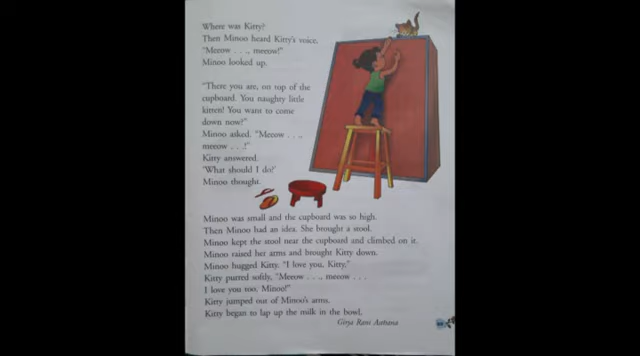 Where was Kitty?
Then Minoo heard Kitty's voice,
"Meeow . . ., meeow!"
Minoo looked up.
"There you are, on top of the
cupboard. You naughty little
kitten! You want to come
down now?"
Minoo asked. "Meeow . . .,
meeow . . .!"
Kitty answered.
'What should I do?'
Minoo thought.
Minoo was small and the cupboard was so high.
Then Minoo had an idea. She brought a stool.
Minoo kept the stool near the cupboard and climbed on it.
Minoo raised her arms and brought Kitty down.
Minoo hugged Kitty. "I love you, Kitty."
Kitty purred softly, "Meeow . . ., meow . . .
I love you too, Minoo!"
Kitty jumped out of Minoo's arms.
Kitty began to lap up the milk in the bowl.
Girija Rani Asthana